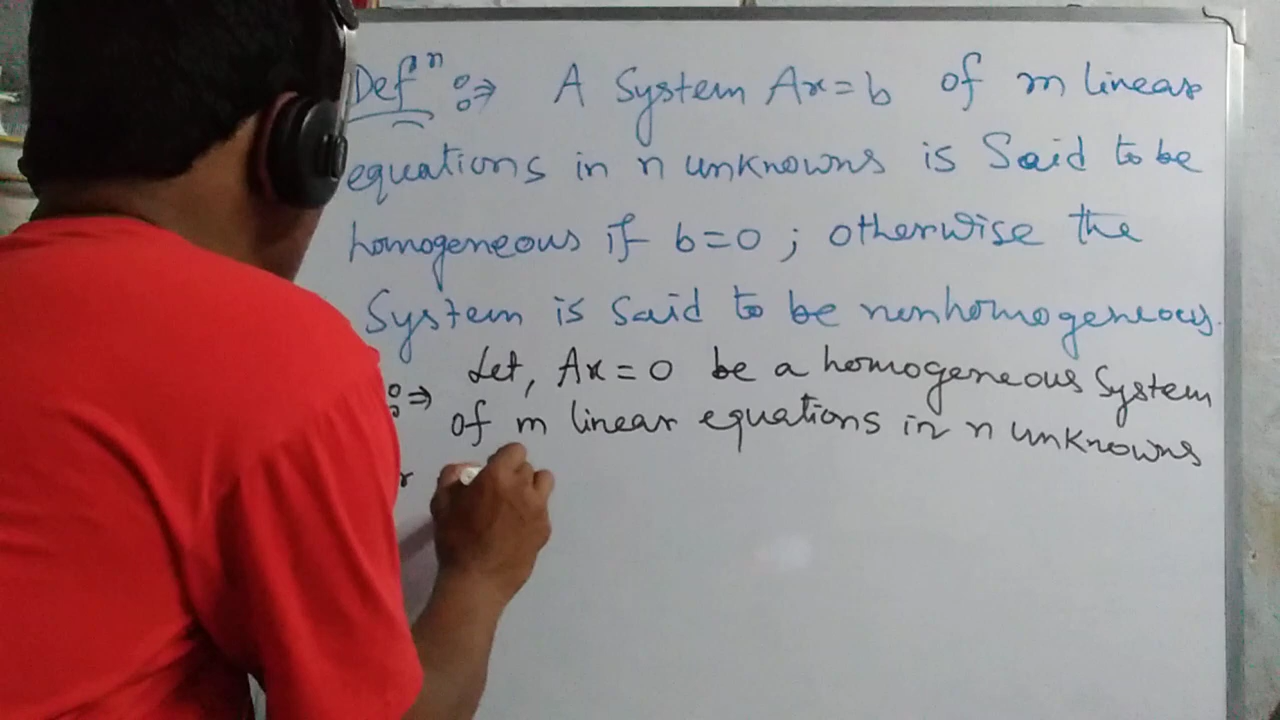 Defⁿ :⇒ A System Ax=b of m linear
equations in n unknowns is Said to be
homogeneous if b=0 ; otherwise the
System is said to be nonhomogeneous.
:⇒ Let, Ax=0 be a homogeneous System
of m linear equations in n unknowns